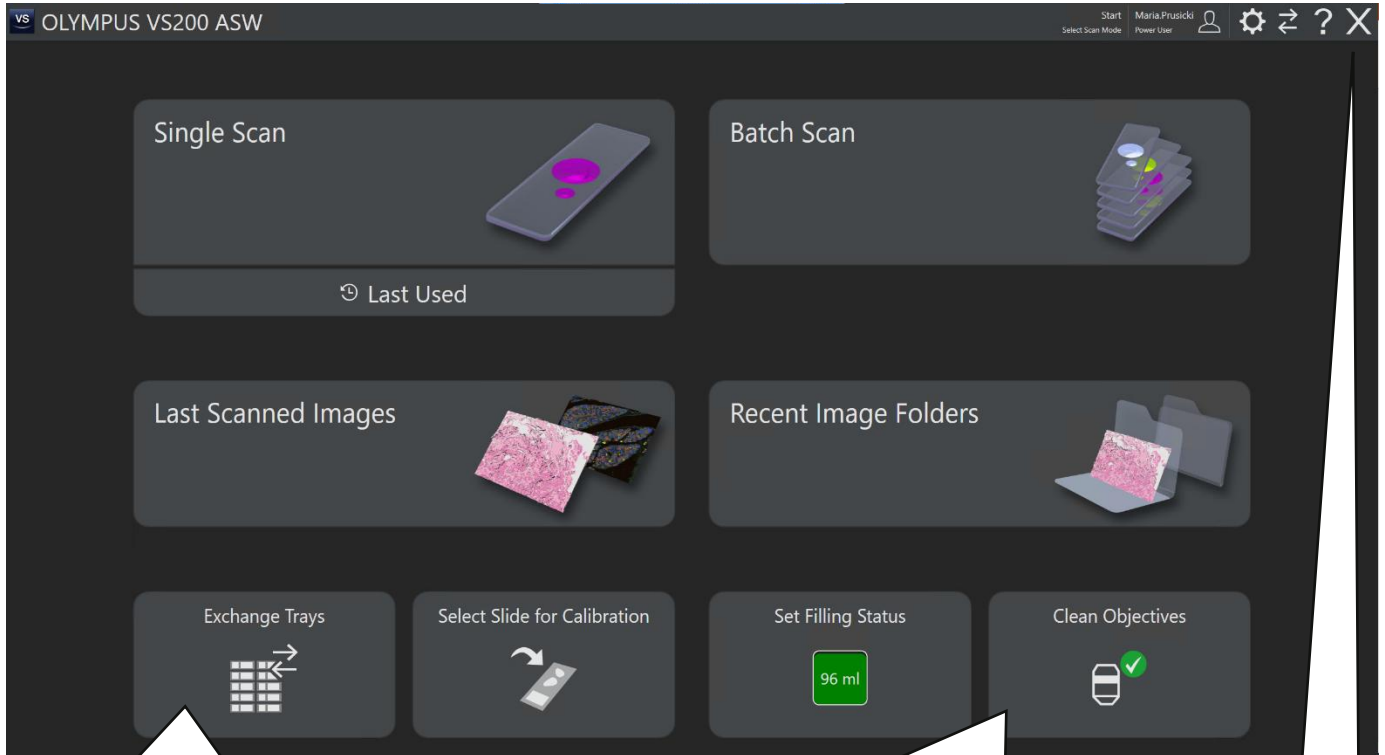 VS OLYMPUS VS200 ASW
Start
Select Scan Mode
Maria.Prusicki
Power User
?
X
Single Scan
Batch Scan
Last Used
Last Scanned Images
Recent Image Folders
Exchange Trays
Select Slide for Calibration
Set Filling Status
Clean Objectives
96 ml